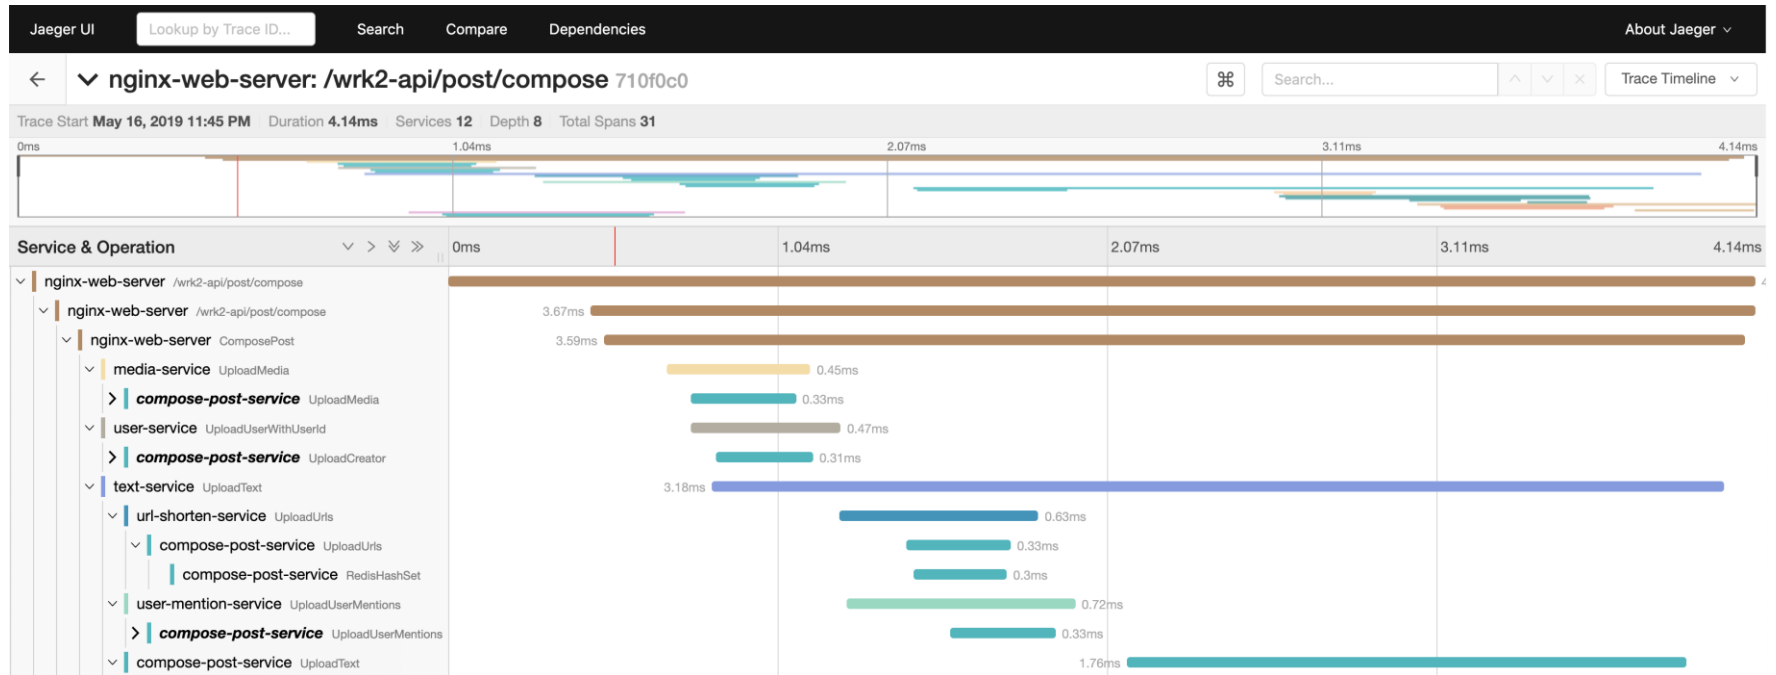 Jaeger UI Lookup by Trace ID... Search Compare Dependencies About Jaeger
nginx-web-server: /wrk2-api/post/compose 710f0c0 ⌘ Search... Trace Timeline
Trace Start May 16, 2019 11:45 PM Duration 4.14ms Services 12 Depth 8 Total Spans 31
0ms 1.04ms 2.07ms 3.11ms 4.14ms
Service & Operation 0ms 1.04ms 2.07ms 3.11ms 4.14ms
nginx-web-server /wrk2-api/post/compose 4
nginx-web-server /wrk2-api/post/compose 3.67ms
nginx-web-server ComposePost 3.59ms
media-service UploadMedia 0.45ms
compose-post-service UploadMedia 0.33ms
user-service UploadUserWithUserId 0.47ms
compose-post-service UploadCreator 0.31ms
text-service UploadText 3.18ms
url-shorten-service UploadUrls 0.63ms
compose-post-service UploadUrls 0.33ms
compose-post-service RedisHashSet 0.3ms
user-mention-service UploadUserMentions 0.72ms
compose-post-service UploadUserMentions 0.33ms
compose-post-service UploadText 1.76ms